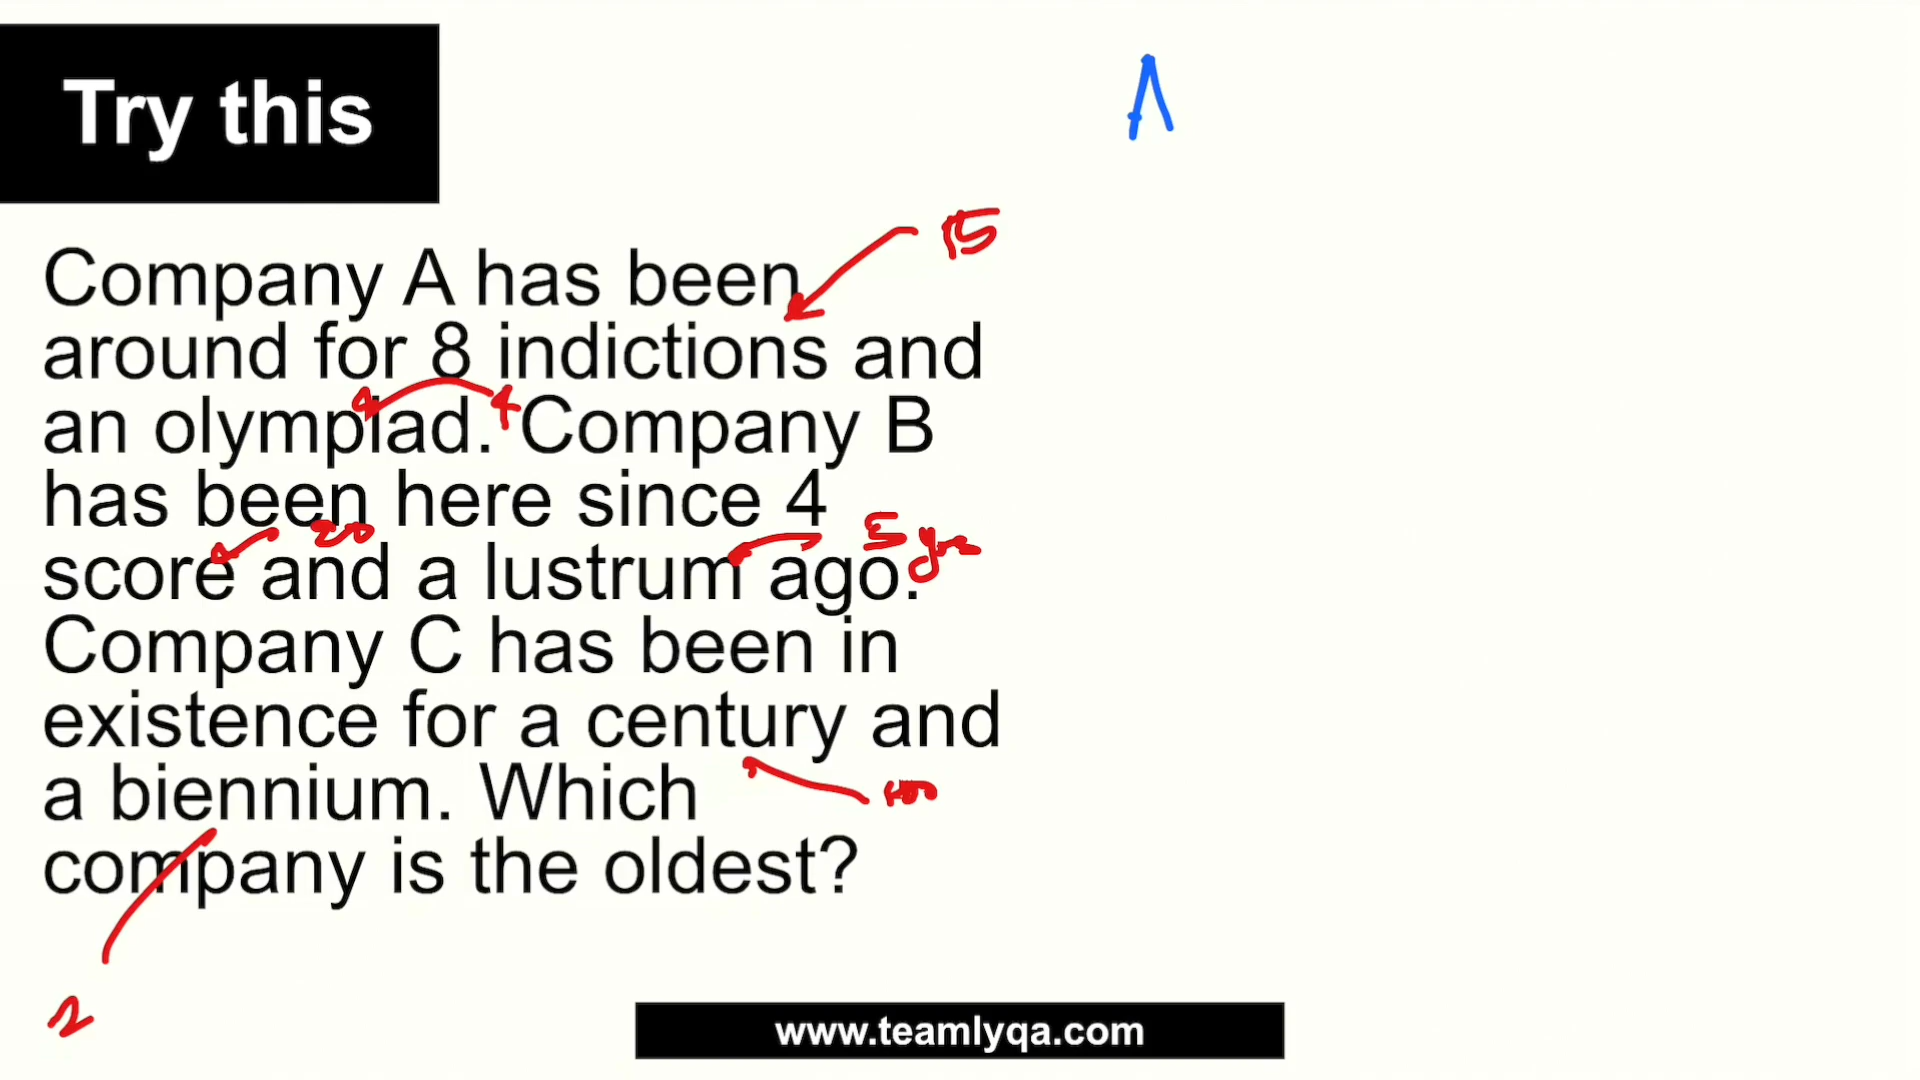 Try this
A
15
Company A has been
around for 8 indictions and
4
an olympiad. Company B
has been here since 4
20
5 yrs
score and a lustrum ago.
Company C has been in
existence for a century and
a biennium. Which
100
company is the oldest?
2
www.teamlyqa.com